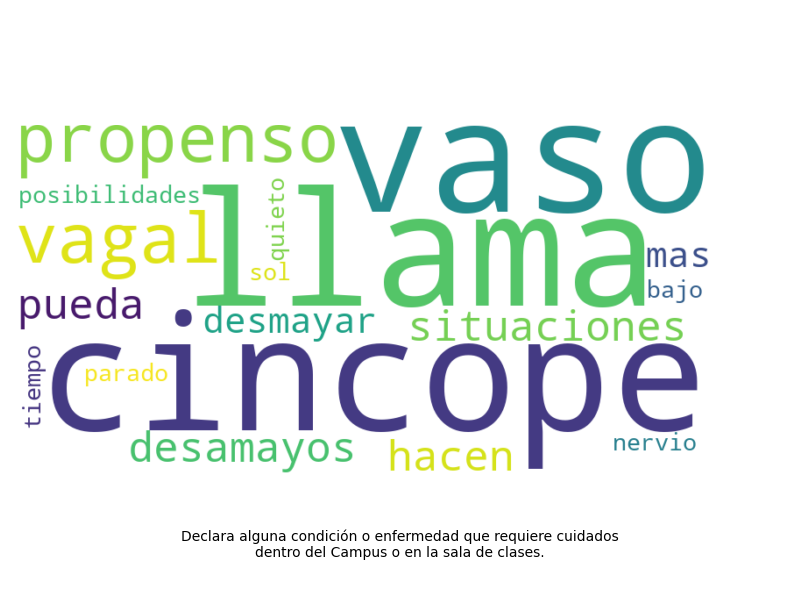 propenso
vaso
posibilidades
quieto
llama
vagal
sol
mas
bajo
pueda
desmayar
situaciones
cincope
tiempo
parado
desamayos
hacen
nervio
Declara alguna condición o enfermedad que requiere cuidados
dentro del Campus o en la sala de clases.